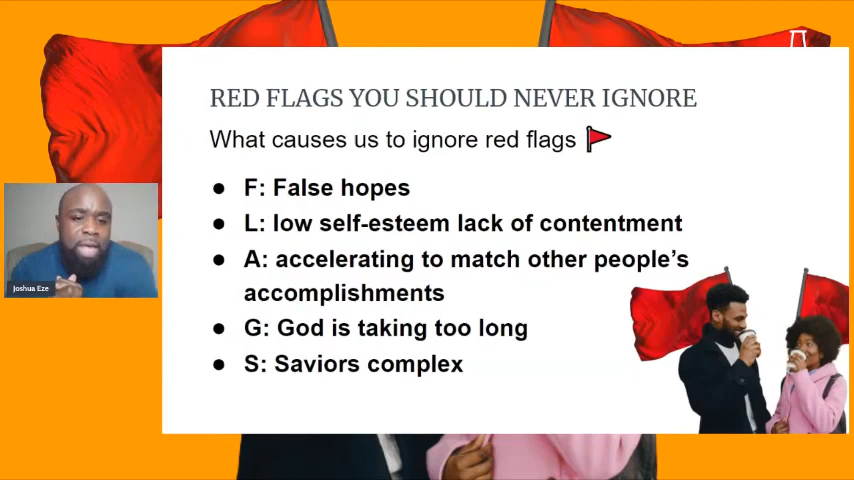 RED FLAGS YOU SHOULD NEVER IGNORE
What causes us to ignore red flags
● F: False hopes
● L: low self-esteem lack of contentment
● A: accelerating to match other people’s
accomplishments
● G: God is taking too long
● S: Saviors complex
Joshua Eze